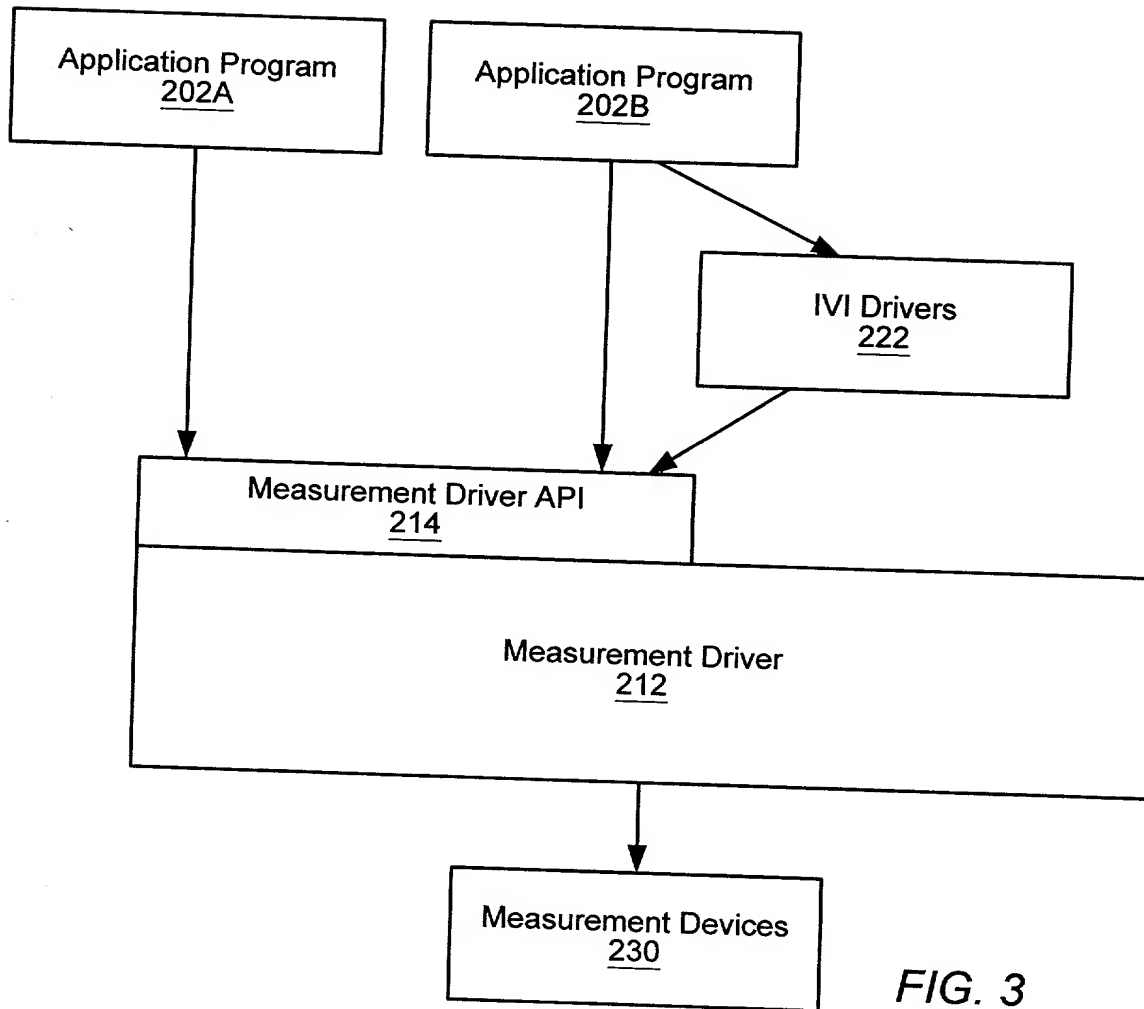 Application Program
202A
Application Program
202B
IVI Drivers
222
Measurement Driver API
214
Measurement Driver
212
Measurement Devices
230
FIG. 3